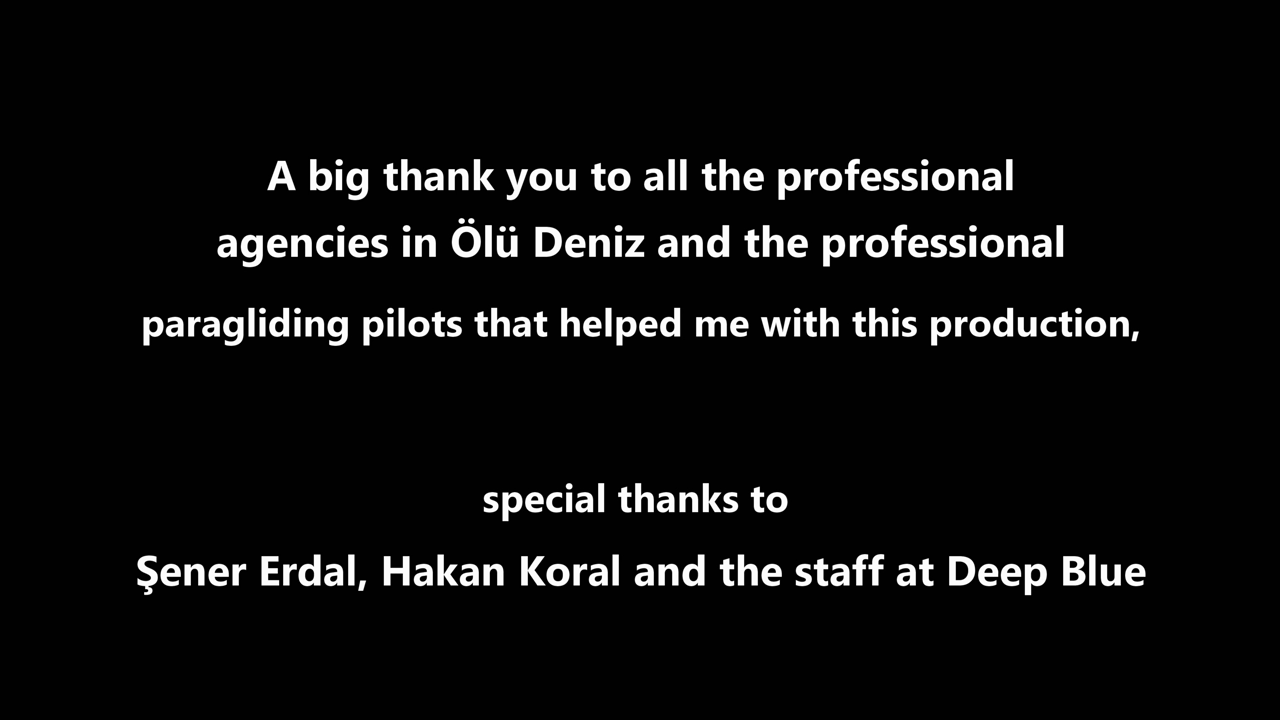 A big thank you to all the professional
agencies in Ölü Deniz and the professional
paragliding pilots that helped me with this production,
special thanks to
Şener Erdal, Hakan Koral and the staff at Deep Blue